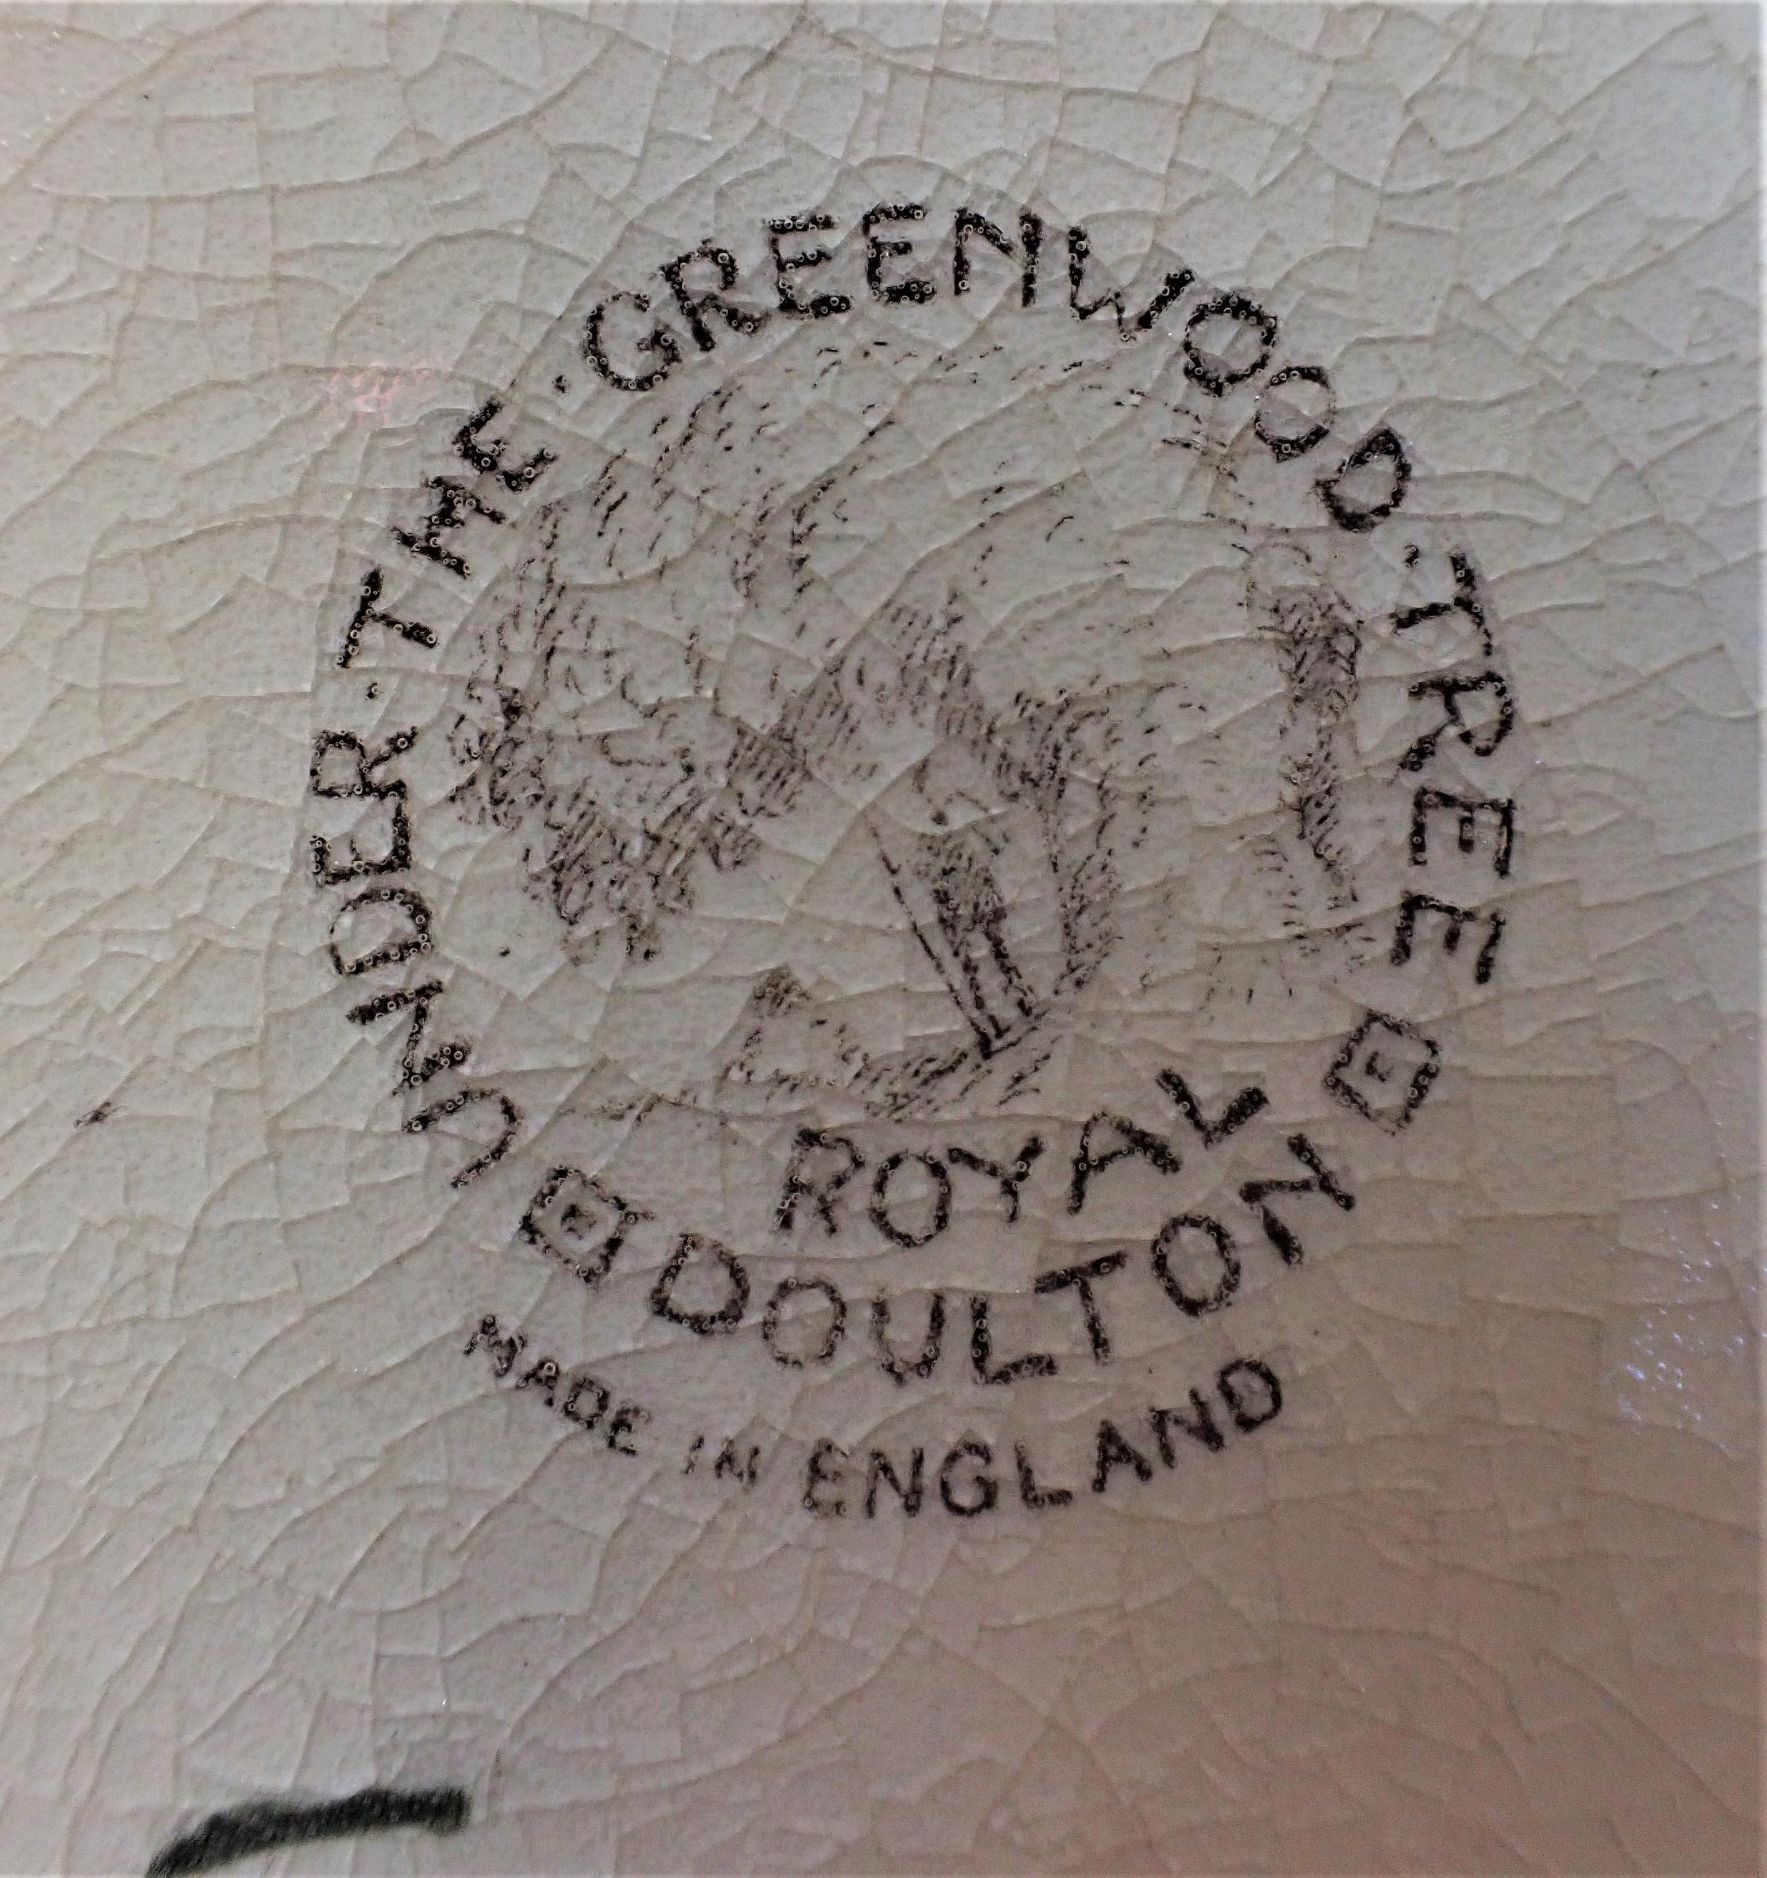 UNDER·THE·GREENWOOD·TREE
ROYAL
DOULTON
MADE IN ENGLAND